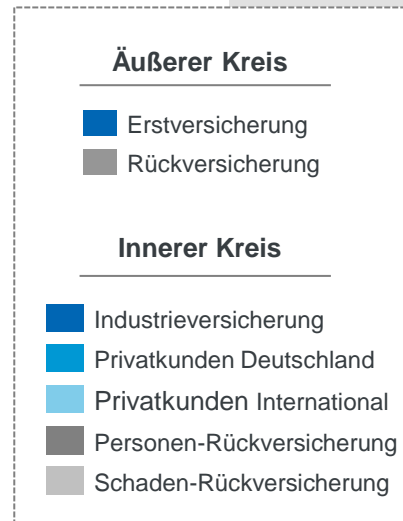 Äußerer Kreis
Erstversicherung
Rückversicherung
Innerer Kreis
Industrieversicherung
Privatkunden Deutschland
Privatkunden International
Personen-Rückversicherung
Schaden-Rückversicherung